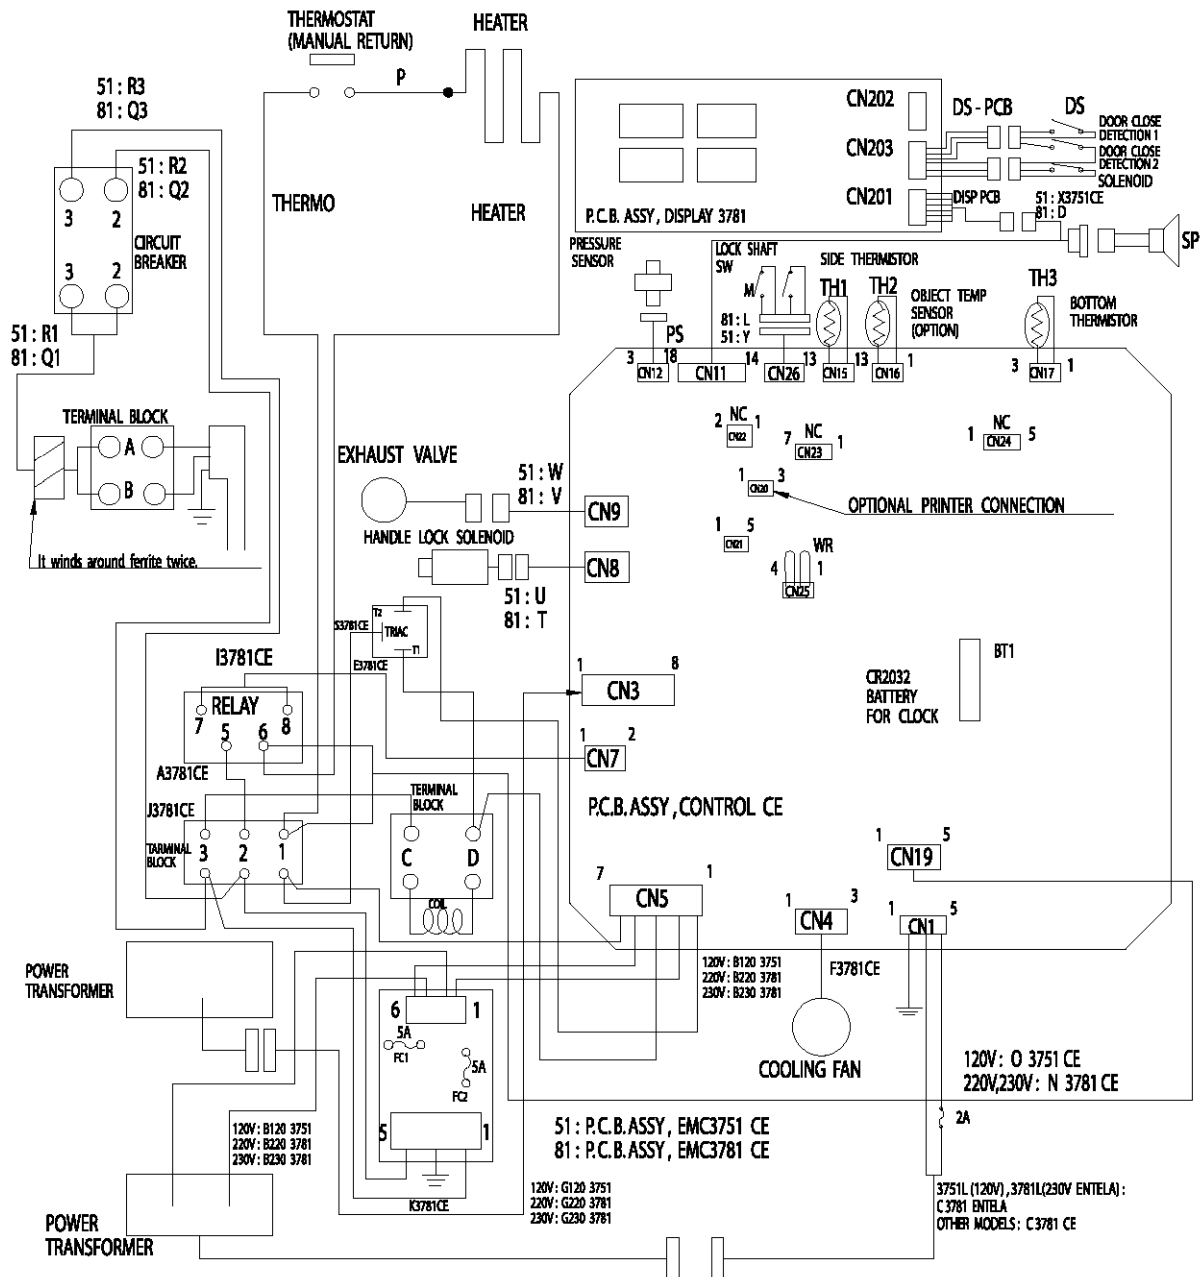 THERMOSTAT
(MANUAL RETURN)
HEATER
P
51 : R3
81 : Q3
51 : R2
81 : Q2
THERMO
HEATER
3 2
3 2
CIRCUIT
BREAKER
51 : R1
81 : Q1
CN202
CN203
CN201
P.C.B. ASSY , DISPLAY 3781
DS - PCB
DS
DOOR CLOSE
DETECTION 1
DOOR CLOSE
DETECTION 2
SOLENOID
DISP PCB
51 : X3751CE
81 : D
SP
PRESSURE
SENSOR
LOCK SHAFT
SW
M
81 : L
51 : Y
SIDE THERMISTOR
TH1
TH2
OBJECT TEMP
SENSOR
(OPTION)
TH3
BOTTOM
THERMISTOR
PS
3 18 14 13 13 1 3 1
CN12
CN11
CN26
CN15
CN16
CN17
TERMINAL BLOCK
A
B
It winds around ferrite twice.
2 NC 1
CN22
7 NC 1
CN23
1 NC 5
CN24
1 3
CN20
OPTIONAL PRINTER CONNECTION
1 5
CN21
WR
4 1
CN25
EXHAUST VALVE
51 : W
81 : V
CN9
HANDLE LOCK SOLENOID
CN8
51 : U
81 : T
T2
TRIAC
T1
S3781CE
E3781CE
I3781CE
RELAY
7 8
5 6
A3781CE
1 8
CN3
1 2
CN7
CR2032
BATTERY
FOR CLOCK
BT1
P.C.B. ASSY , CONTROL CE
J3781CE
TARMINAL
BLOCK
3 2 1
TERMINAL
BLOCK
C D
COIL
7 1
CN5
1 3
CN4
1 5
CN19
1 5
CN1
F3781CE
120V : B120 3751
220V : B220 3781
230V : B230 3781
COOLING FAN
POWER
TRANSFORMER
6 1
5A
FC1
5A
FC2
5 1
K3781CE
120V : B120 3751
220V : B220 3781
230V : B230 3781
51 : P.C.B. ASSY , EMC3751 CE
81 : P.C.B. ASSY , EMC3781 CE
120V : O 3751 CE
220V,230V : N 3781 CE
2A
120V : G120 3751
220V : G220 3781
230V : G230 3781
3751L (120V) , 3781L(230V ENTELA) :
C 3781 ENTELA
OTHER MODELS : C 3781 CE
POWER
TRANSFORMER